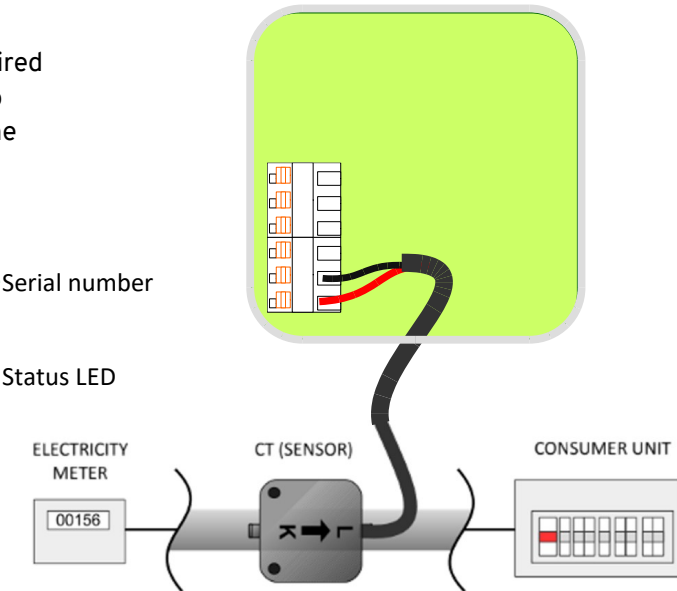 ired
Serial number
Status LED
ELECTRICITY
METER
CT (SENSOR)
CONSUMER UNIT
00156
K L